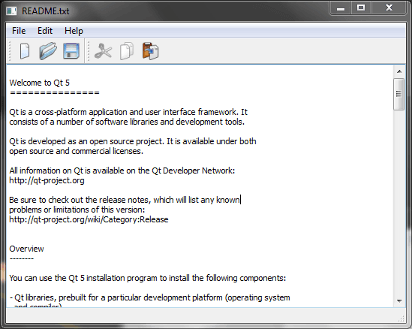 README.txt
File Edit Help
Welcome to Qt 5
===============
Qt is a cross-platform application and user interface framework. It
consists of a number of software libraries and development tools.
Qt is developed as an open source project. It is available under both
open source and commercial licenses.
All information on Qt is available on the Qt Developer Network:
http://qt-project.org
Be sure to check out the release notes, which will list any known
problems or limitations of this version:
http://qt-project.org/wiki/Category:Release
Overview
--------
You can use the Qt 5 installation program to install the following components:
- Qt libraries, prebuilt for a particular development platform (operating system
and compiler)